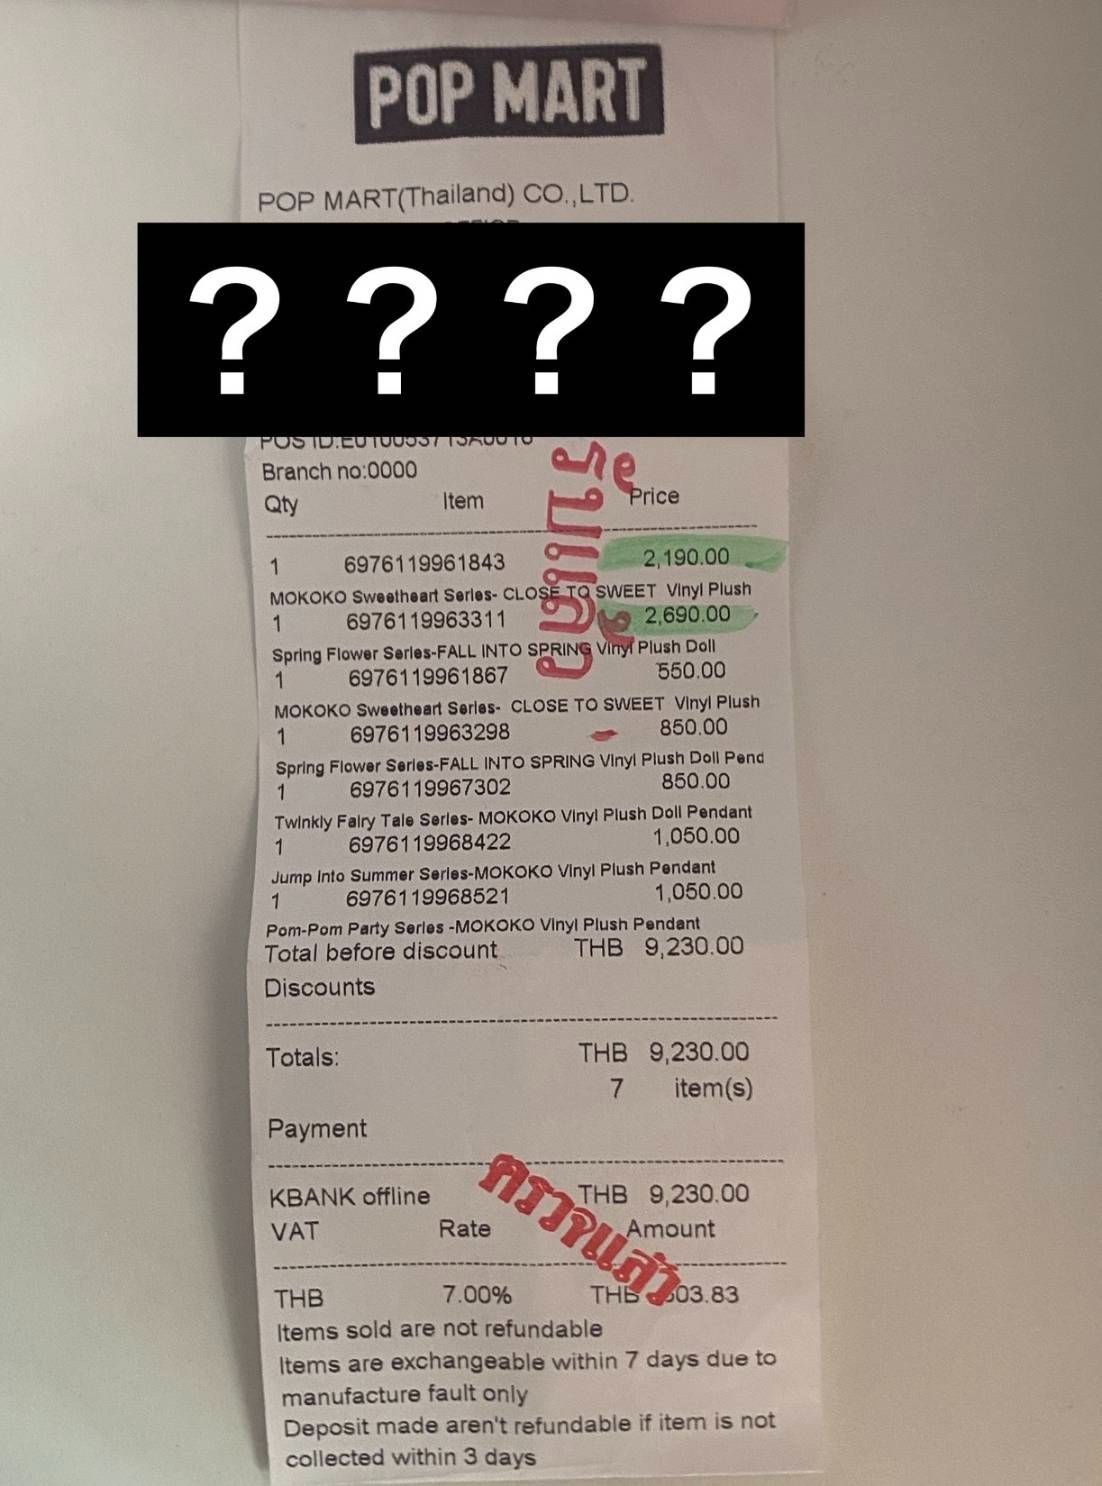 POP MART
POP MART(Thailand) CO.,LTD.
? ? ? ?
Branch no:0000
Qty Item Price
1 6976119961843 2,190.00
MOKOKO Sweetheart Series- CLOSE TO SWEET Vinyl Plush
1 6976119963311 2,690.00
Spring Flower Series-FALL INTO SPRING Vinyl Plush Doll
1 6976119961867 550.00
MOKOKO Sweetheart Series- CLOSE TO SWEET Vinyl Plush
1 6976119963298 850.00
Spring Flower Series-FALL INTO SPRING Vinyl Plush Doll Pend
1 6976119967302 850.00
Twinkly Fairy Tale Series- MOKOKO Vinyl Plush Doll Pendant
1 6976119968422 1,050.00
Jump Into Summer Series-MOKOKO Vinyl Plush Pendant
1 6976119968521 1,050.00
Pom-Pom Party Series -MOKOKO Vinyl Plush Pendant
Total before discount THB 9,230.00
Discounts
Totals: THB 9,230.00
7 item(s)
Payment
KBANK offline THB 9,230.00
VAT Rate Amount
ตรวจแล้ว
THB 7.00% THB
Items sold are not refundable
Items are exchangeable within 7 days due to
manufacture fault only
Deposit made aren't refundable if item is not
collected within 3 days